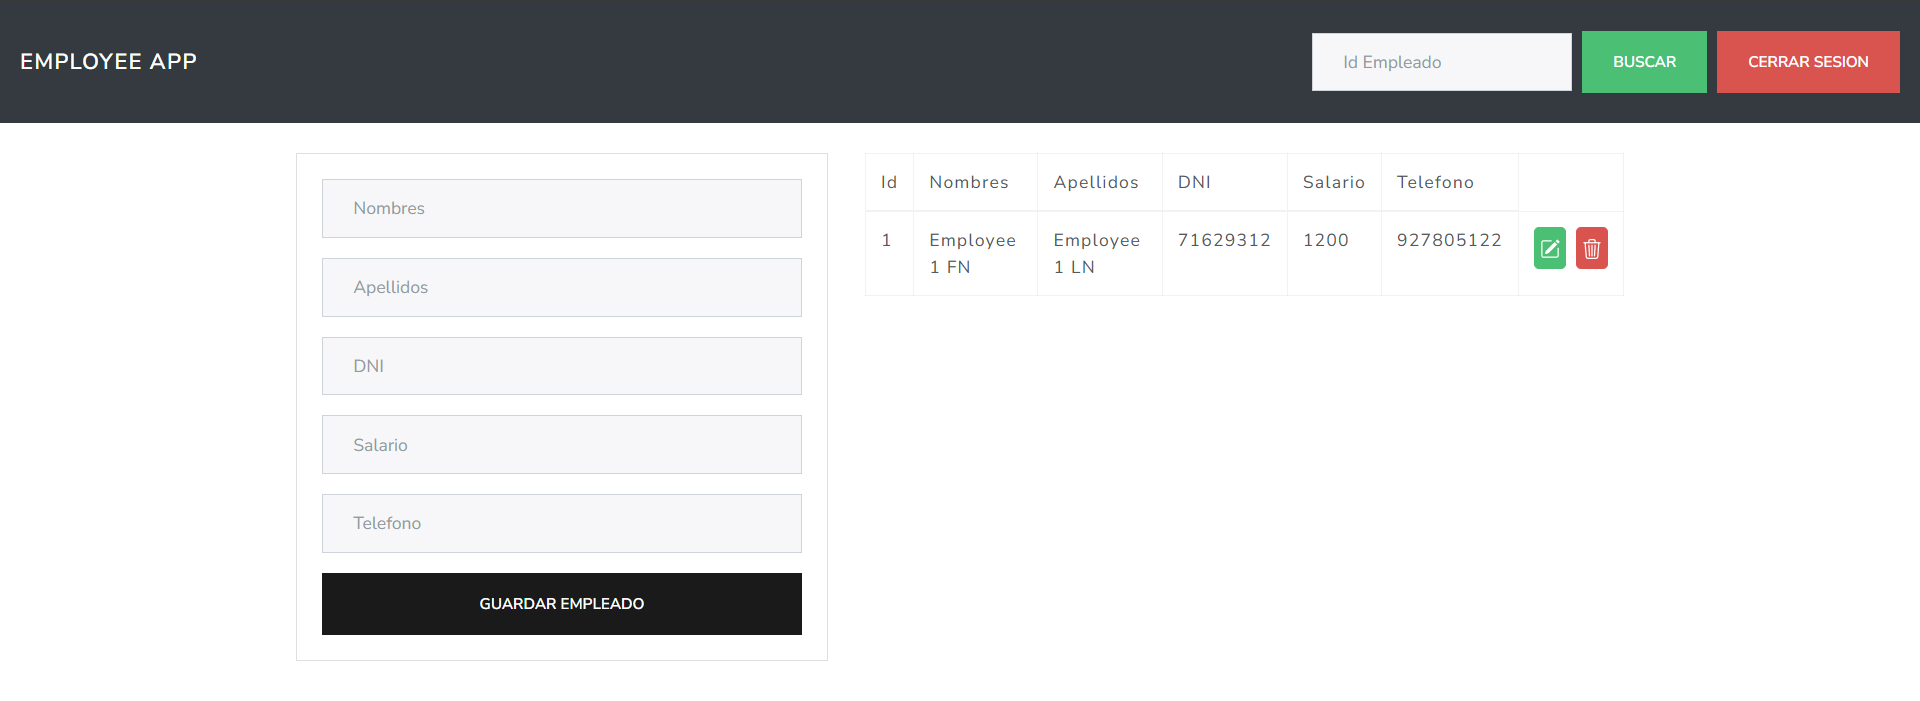 EMPLOYEE APP
Id Empleado
BUSCAR
CERRAR SESION
Nombres
Apellidos
DNI
Salario
Telefono
GUARDAR EMPLEADO
Id Nombres Apellidos DNI Salario Telefono
1 Employee Employee 71629312 1200 927805122
1 FN 1 LN